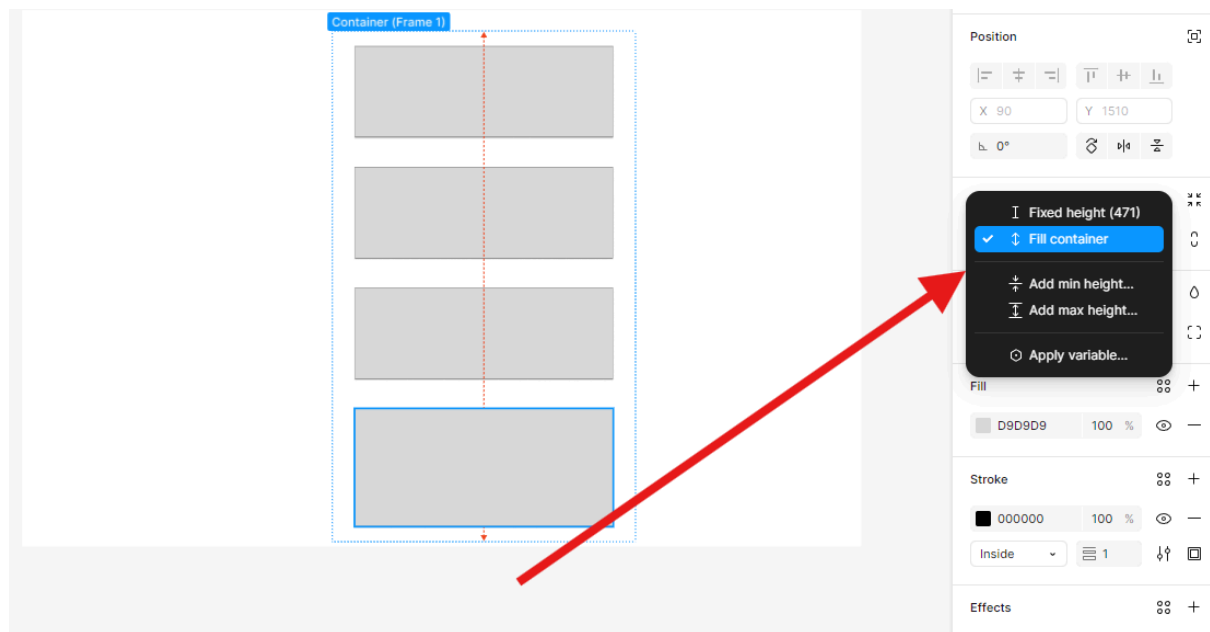 Container (Frame 1)
Position
X 90
Y 1510
0°
Fixed height (471)
Fill container
Add min height...
Add max height...
Apply variable...
Fill
D9D9D9 100 %
Stroke
000000 100 %
Inside 1
Effects